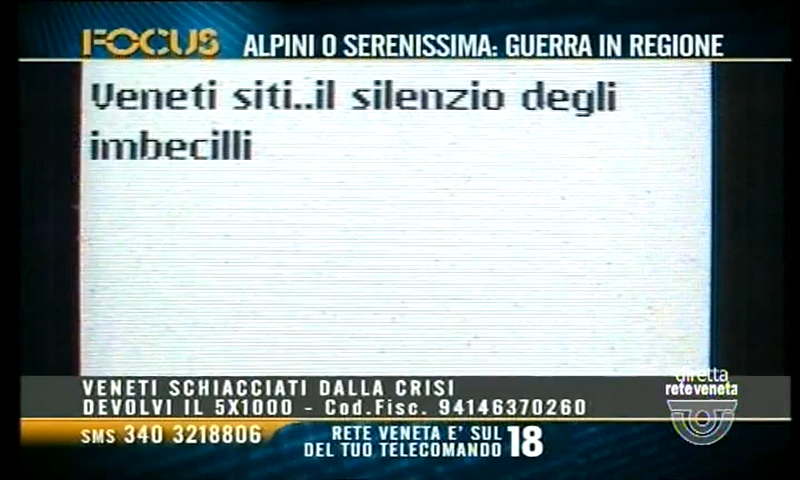 FOCUS ALPINI O SERENISSIMA: GUERRA IN REGIONE
Veneti siti..il silenzio degli
imbecilli
VENETI SCHIACCIATI DALLA CRISI
DEVOLVI IL 5X1000 - Cod.Fisc. 94146370260
diretta
reteveneta
SMS 340 3218806
RETE VENETA E' SUL
DEL TUO TELECOMANDO 18